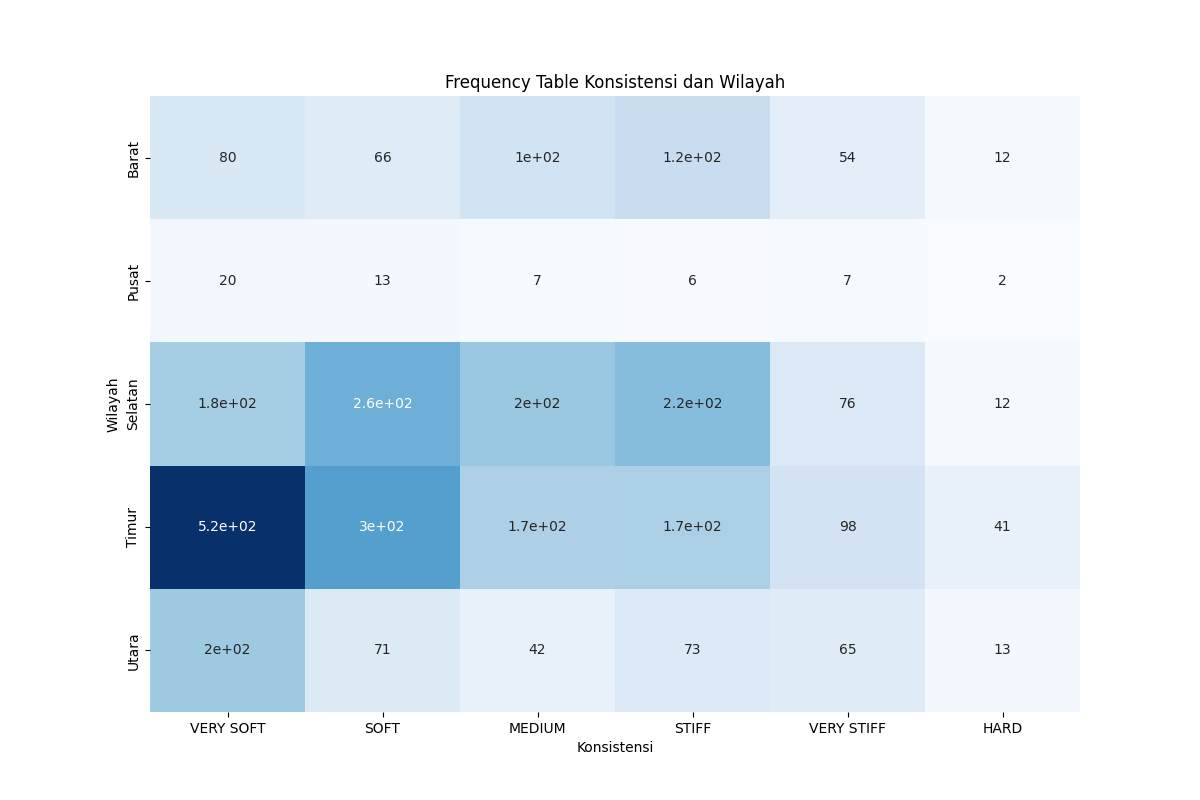 Frequency Table Konsistensi dan Wilayah
Barat 80 66 1e+02 1.2e+02 54 12
Pusat 20 13 7 6 7 2
Wilayah
Selatan 1.8e+02 2.6e+02 2e+02 2.2e+02 76 12
Timur 5.2e+02 3e+02 1.7e+02 1.7e+02 98 41
Utara 2e+02 71 42 73 65 13
VERY SOFT SOFT MEDIUM STIFF VERY STIFF HARD
Konsistensi